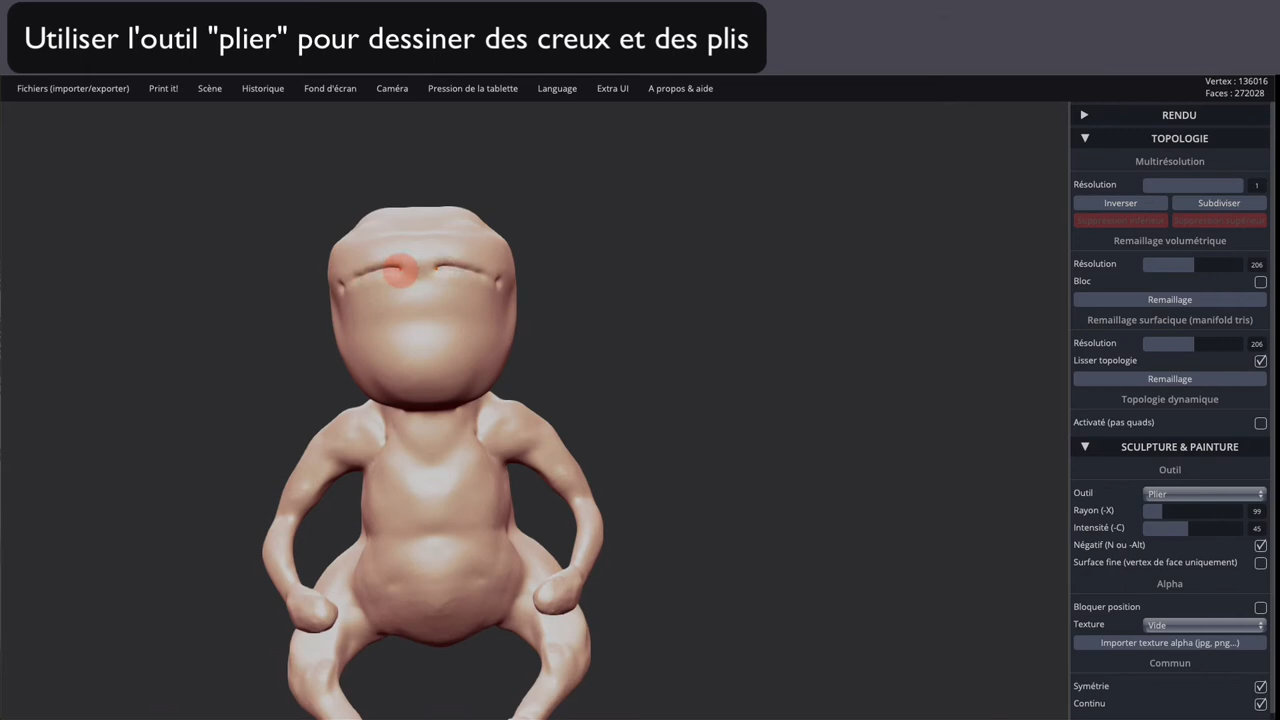 Utiliser l'outil "plier" pour dessiner des creux et des plis
Fichiers (importer/exporter) Print it! Scène Historique Fond d'écran Caméra Pression de la tablette Language Extra UI A propos & aide
Vertex : 136016
Faces : 272028
RENDU
TOPOLOGIE
Multirésolution
Résolution 1
Inverser Subdiviser
Suppression inférieur Suppression supérieur
Remaillage volumétrique
Résolution 206
Bloc
Remaillage
Remaillage surfacique (manifold tris)
Résolution 206
Lisser topologie
Remaillage
Topologie dynamique
Activaté (pas quads)
SCULPTURE & PAINTURE
Outil
Outil Plier
Rayon (-X) 99
Intensité (-C) 45
Négatif (N ou -Alt)
Surface fine (vertex de face uniquement)
Alpha
Bloquer position
Texture Vide
Importer texture alpha (jpg, png...)
Commun
Symétrie
Continu